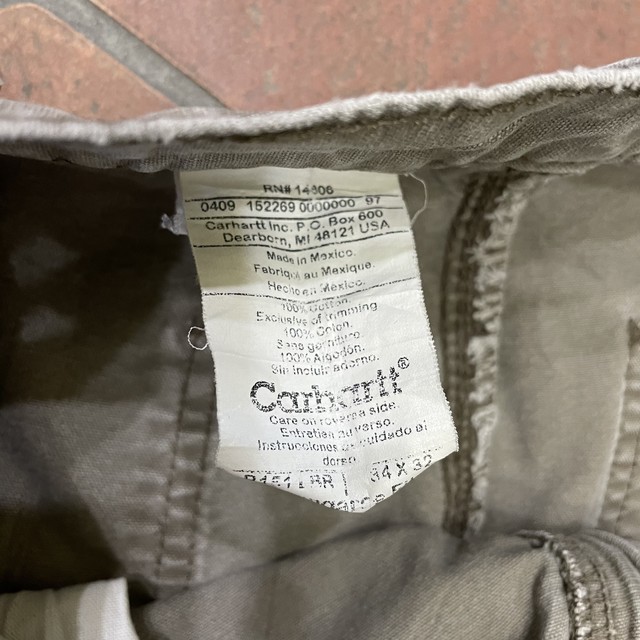 RN# 14806
0409 152269 0000000 97
Carhartt Inc. P.O. Box 600
Dearborn, MI 48121 USA
Made in Mexico.
Fabriqué au Mexique.
Hecho en México.
100% Cotton.
Exclusive of trimming
100% Coton.
Sans garniture.
100% Algodón.
Sin incluir adorno.
Carhartt®
Care on reverse side.
Entretien au verso.
Instrucciones de cuidado al
dorso
B151 LBR 34 X 32